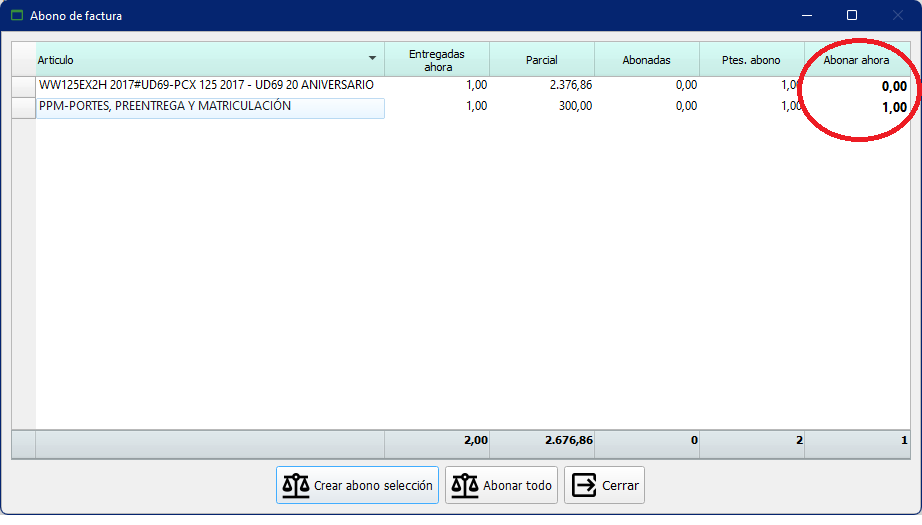 Abono de factura
Articulo Entregadas ahora Parcial Abonadas Ptes. abono Abonar ahora
WW125EX2H 2017#UD69-PCX 125 2017 - UD69 20 ANIVERSARIO 1,00 2.376,86 0,00 1,00 0,00
PPM-PORTES, PREENTREGA Y MATRICULACIÓN 1,00 300,00 0,00 1,00 1,00
2,00 2.676,86 0 2 1
Crear abono selección Abonar todo Cerrar